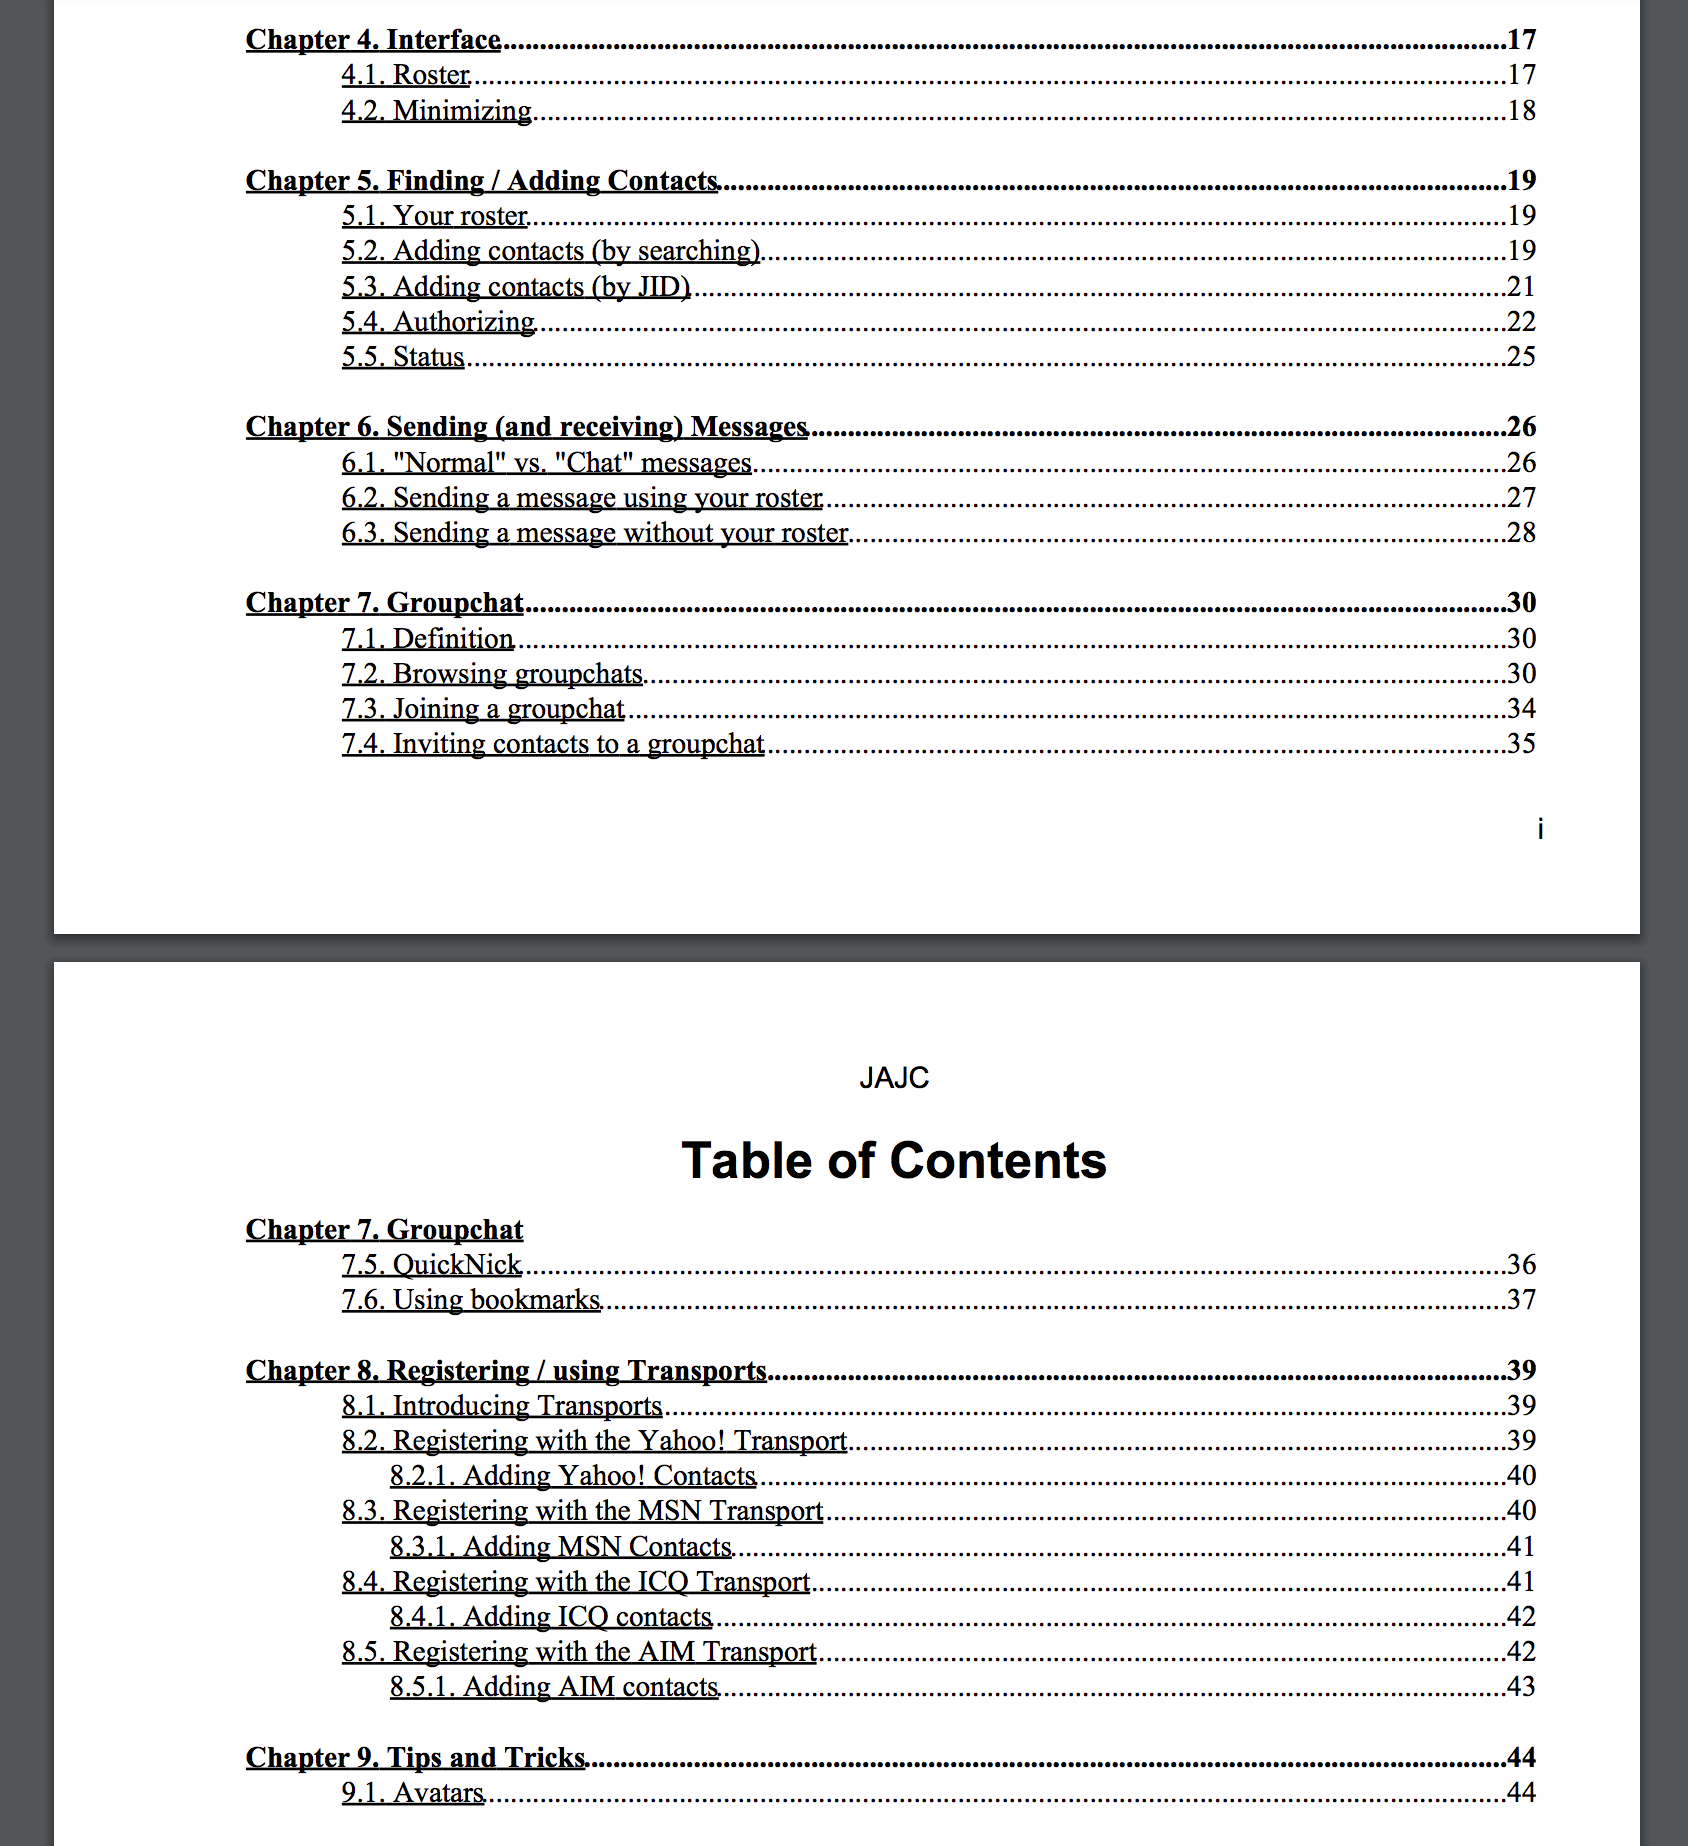 Chapter 4. Interface....................17
4.1. Roster....................17
4.2. Minimizing....................18
Chapter 5. Finding / Adding Contacts....................19
5.1. Your roster....................19
5.2. Adding contacts (by searching)....................19
5.3. Adding contacts (by JID)....................21
5.4. Authorizing....................22
5.5. Status....................25
Chapter 6. Sending (and receiving) Messages....................26
6.1. "Normal" vs. "Chat" messages....................26
6.2. Sending a message using your roster....................27
6.3. Sending a message without your roster....................28
Chapter 7. Groupchat....................30
7.1. Definition....................30
7.2. Browsing groupchats....................30
7.3. Joining a groupchat....................34
7.4. Inviting contacts to a groupchat....................35
i
JAJC
Table of Contents
Chapter 7. Groupchat
7.5. QuickNick....................36
7.6. Using bookmarks....................37
Chapter 8. Registering / using Transports....................39
8.1. Introducing Transports....................39
8.2. Registering with the Yahoo! Transport....................39
8.2.1. Adding Yahoo! Contacts....................40
8.3. Registering with the MSN Transport....................40
8.3.1. Adding MSN Contacts....................41
8.4. Registering with the ICQ Transport....................41
8.4.1. Adding ICQ contacts....................42
8.5. Registering with the AIM Transport....................42
8.5.1. Adding AIM contacts....................43
Chapter 9. Tips and Tricks....................44
9.1. Avatars....................44